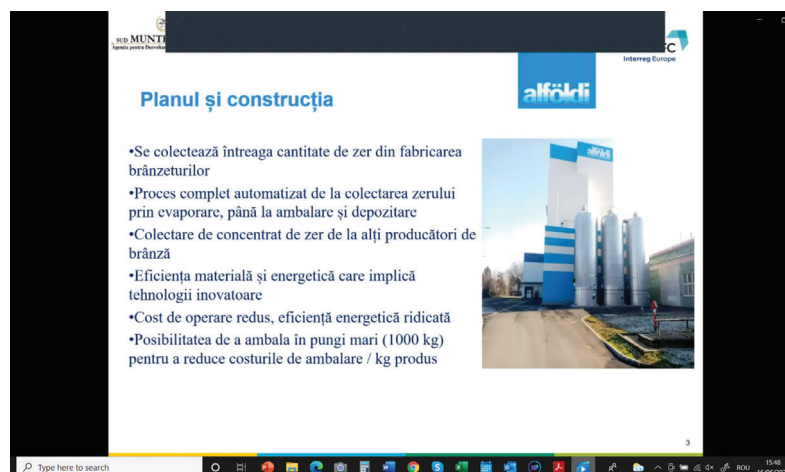 SUD MUNT
Agenția pentru Dezvolta
C
Interreg Europe
alföldi
Planul și construcția
•Se colectează întreaga cantitate de zer din fabricarea
brânzeturilor
•Proces complet automatizat de la colectarea zerului
prin evaporare, până la ambalare și depozitare
•Colectare de concentrat de zer de la alți producători de
brânză
•Eficiența materială și energetică care implică
tehnologii inovatoare
•Cost de operare redus, eficiență energetică ridicată
•Posibilitatea de a ambala în pungi mari (1000 kg)
pentru a reduce costurile de ambalare / kg produs
alföldi
3
Type here to search
ROU
15:48